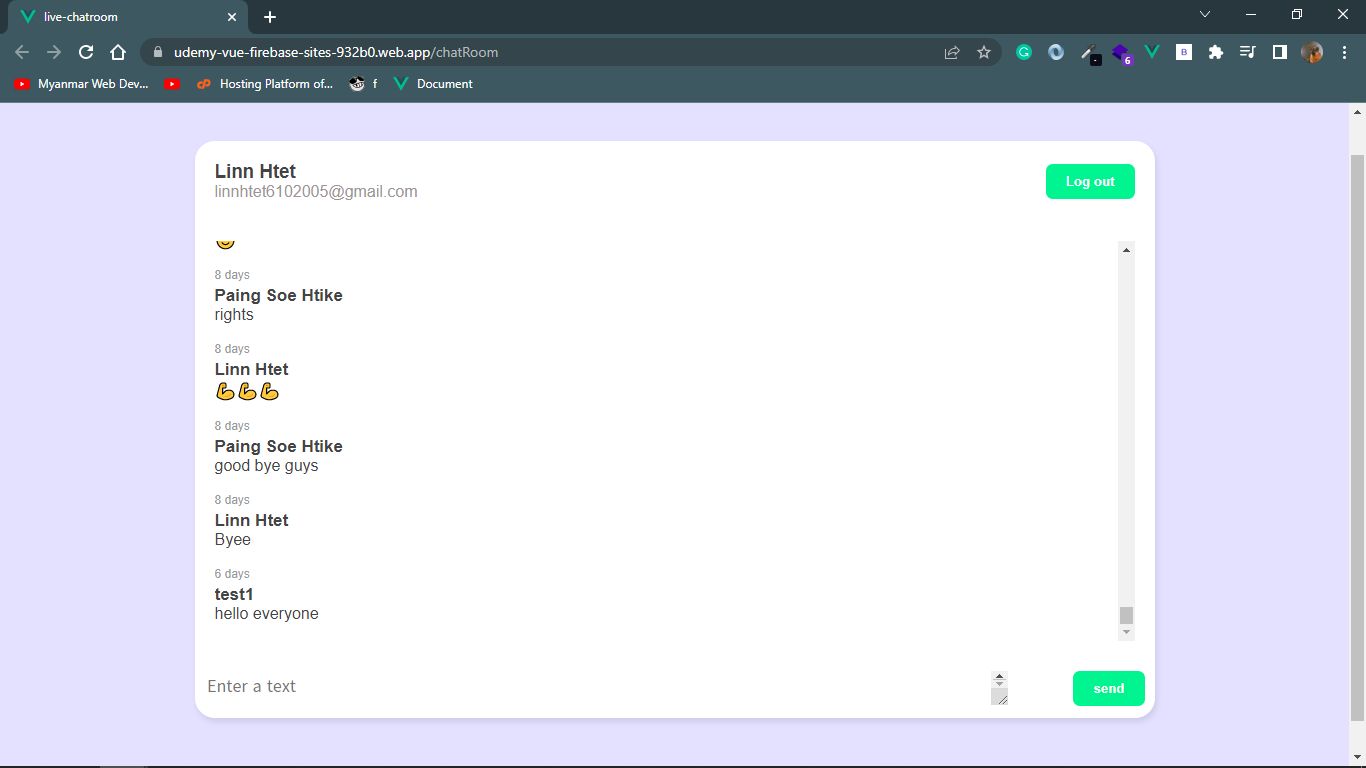 live-chatroom
udemy-vue-firebase-sites-932b0.web.app/chatRoom
B
6
Myanmar Web Dev...
Hosting Platform of...
f
Document
Linn Htet
linnhtet6102005@gmail.com
Log out
8 days
Paing Soe Htike
rights
8 days
Linn Htet
💪💪💪
8 days
Paing Soe Htike
good bye guys
8 days
Linn Htet
Byee
6 days
test1
hello everyone
Enter a text
send